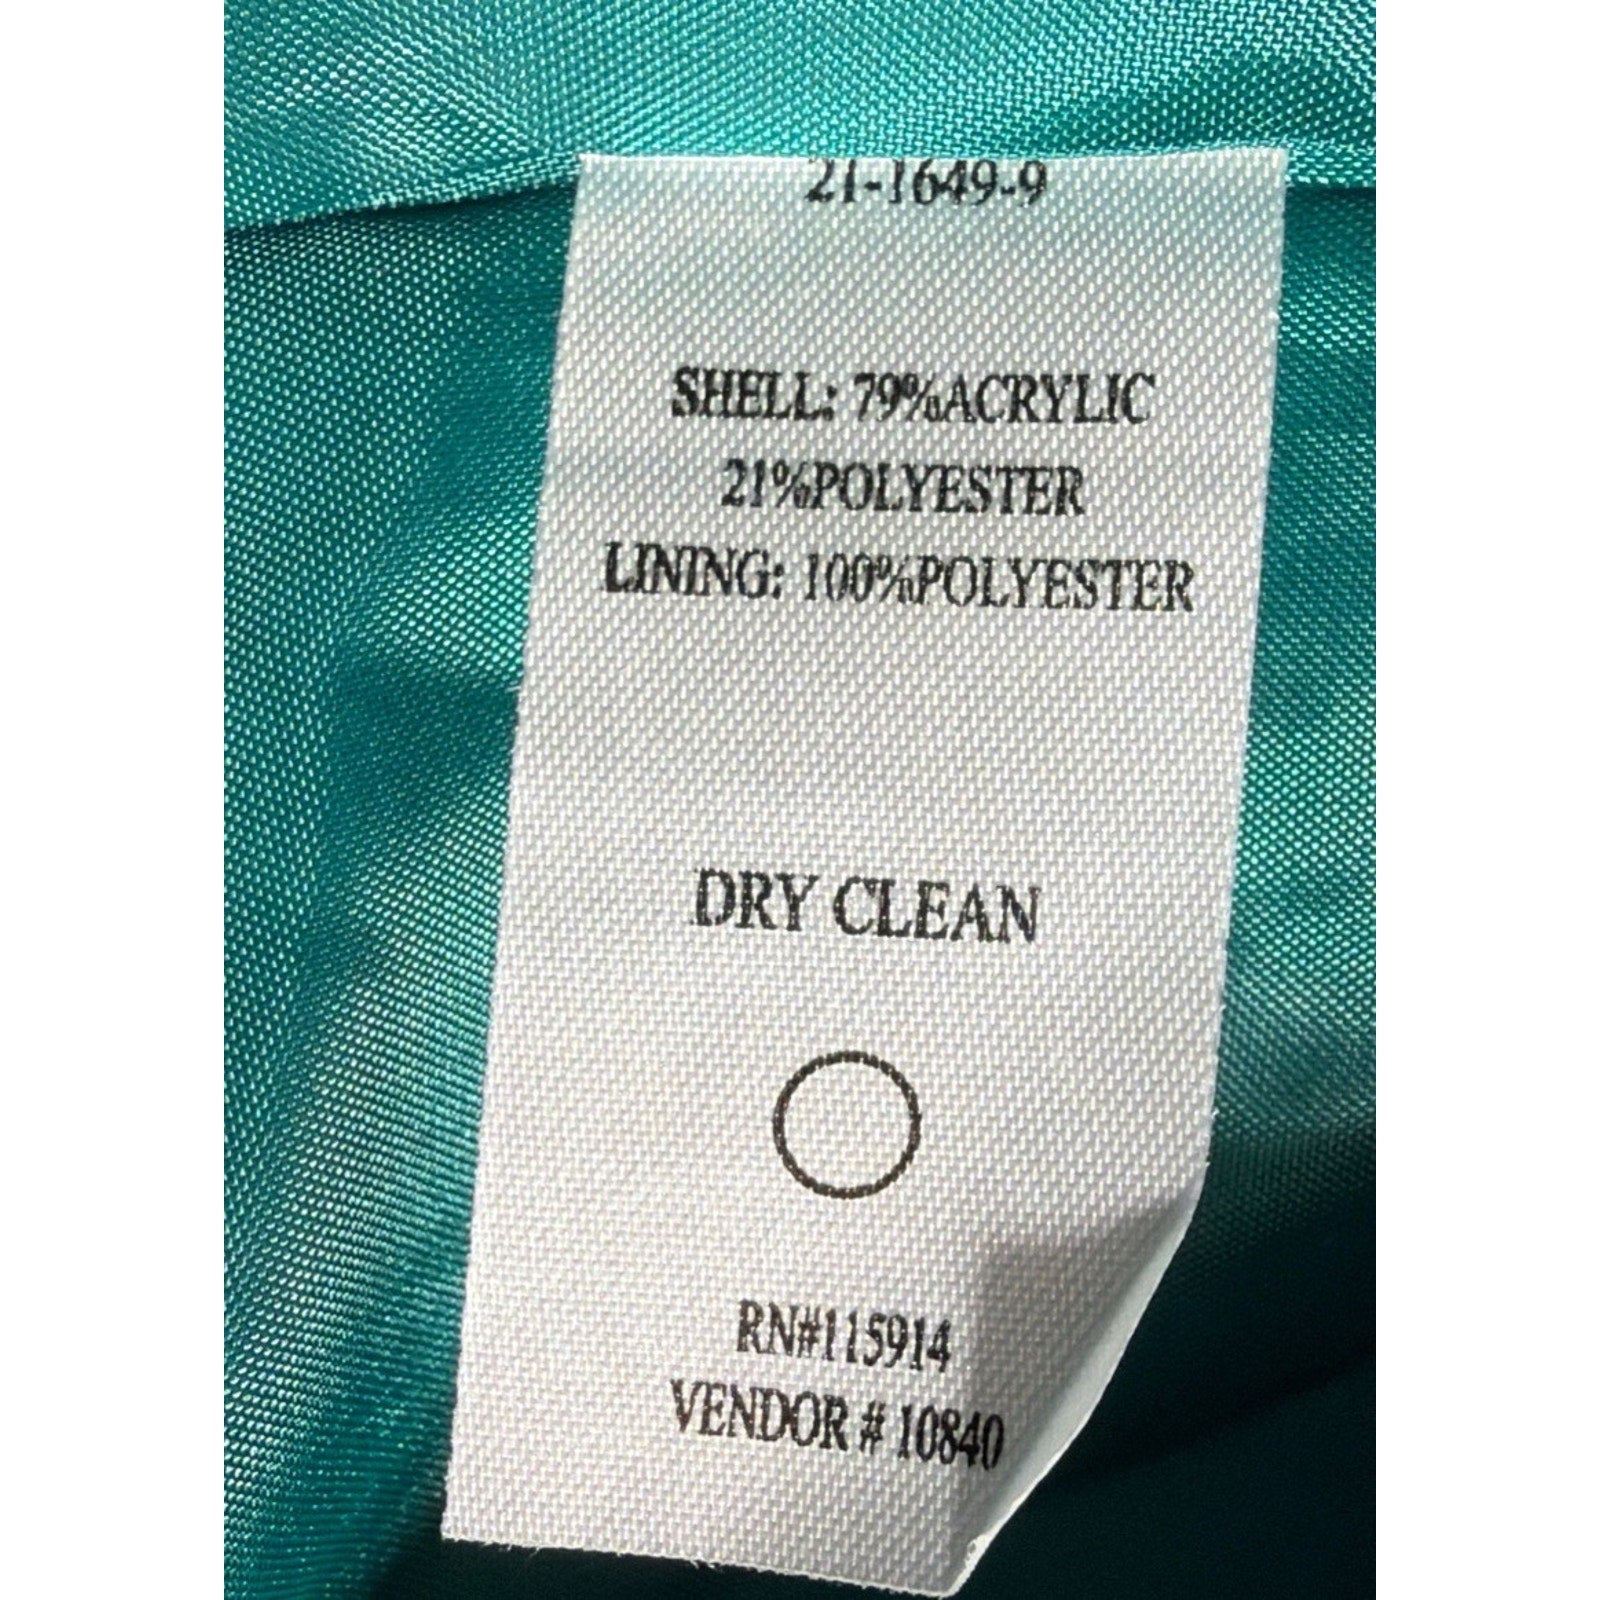 21-1649-9
SHELL: 79%ACRYLIC
21%POLYESTER
LINING: 100%POLYESTER
DRY CLEAN
RN#115914
VENDOR # 10840